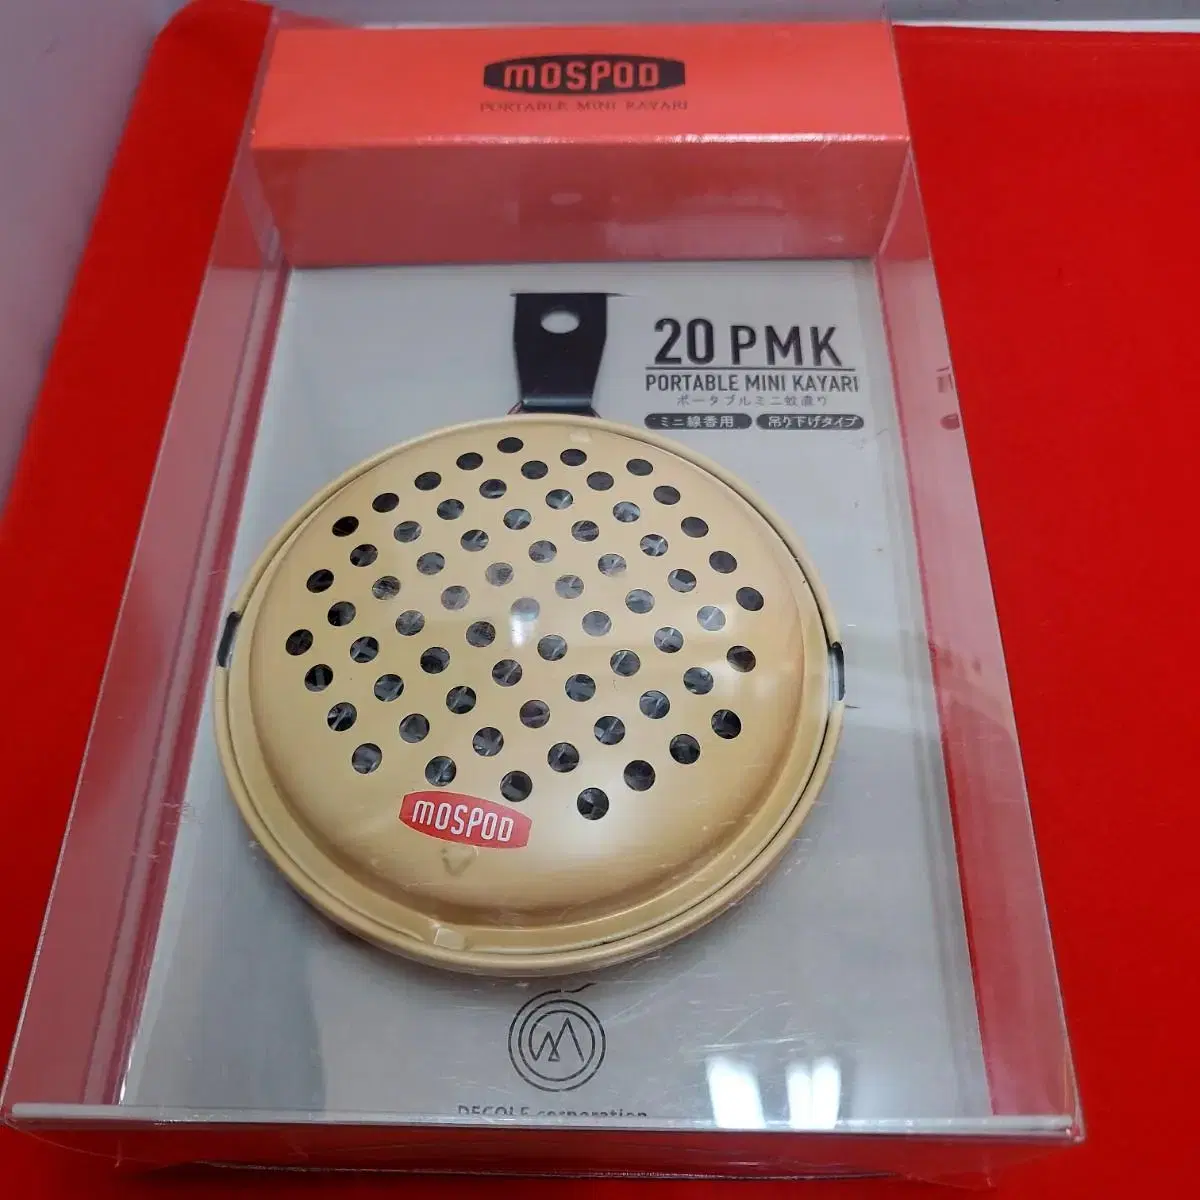 MOSPOD
PORTABLE MINI KAYARI
20 PMK
PORTABLE MINI KAYARI
ポータブルミニ蚊遣り
ミニ線香用 吊り下げタイプ
MOSPOD
DECOLE corporation